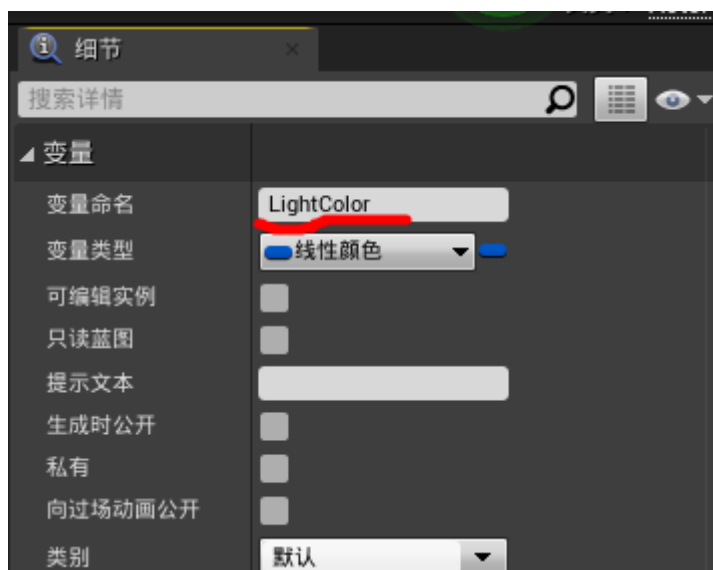 细节
搜索详情
变量
变量命名 LightColor
变量类型 线性颜色
可编辑实例
只读蓝图
提示文本
生成时公开
私有
向过场动画公开
类别 默认